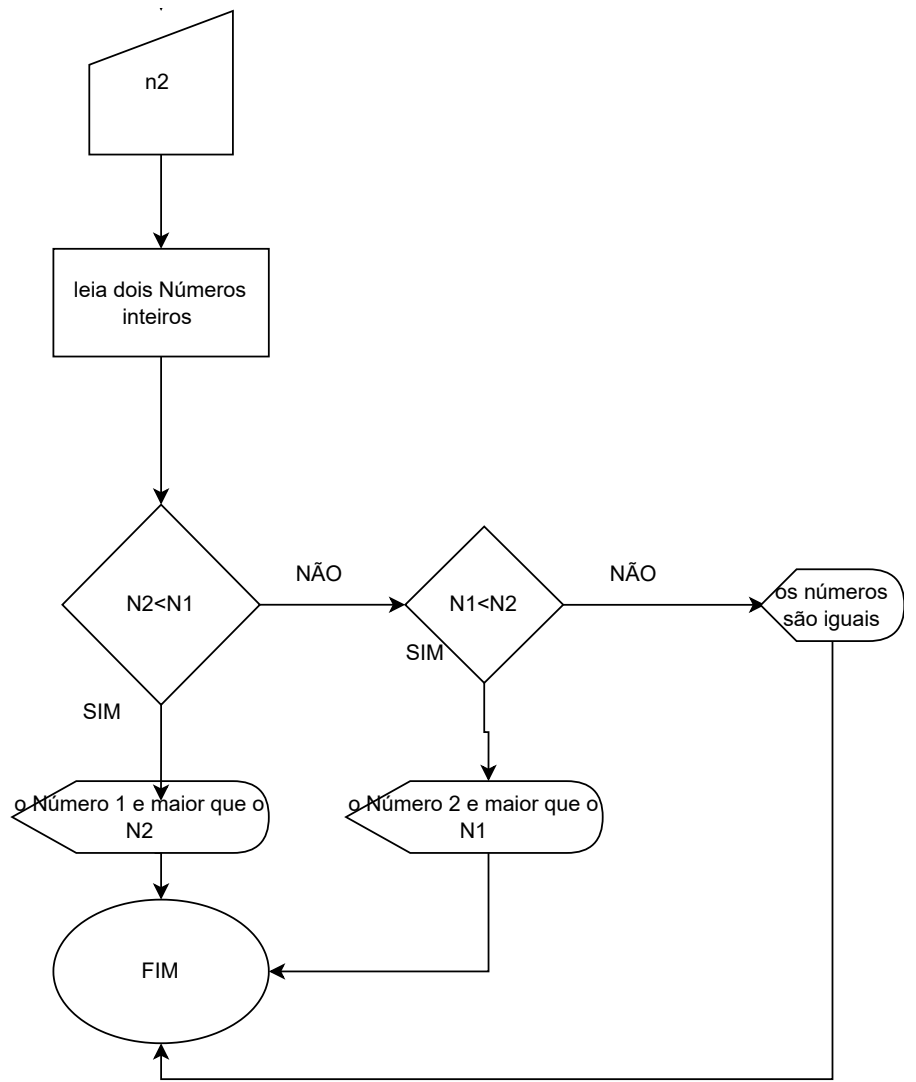 n2
leia dois Números
inteiros
N2<N1
NÃO
N1<N2
NÃO
os números
são iguais
SIM
SIM
o Número 1 e maior que o
N2
o Número 2 e maior que o
N1
FIM